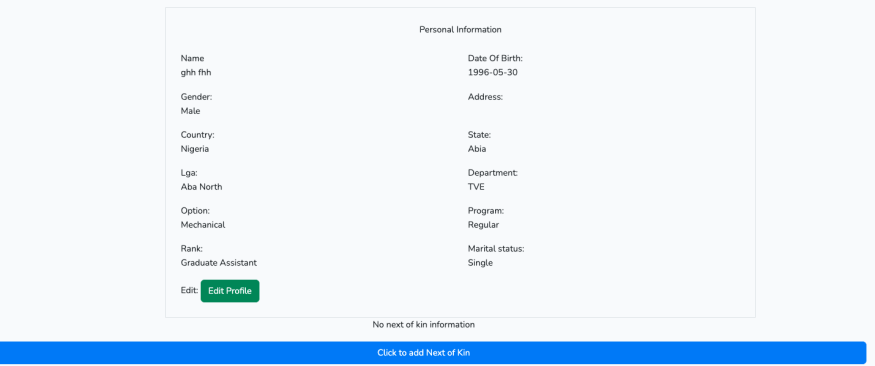 Personal Information
Name
ghh fhh
Date Of Birth:
1996-05-30
Gender:
Male
Address:
Country:
Nigeria
State:
Abia
Lga:
Aba North
Department:
TVE
Option:
Mechanical
Program:
Regular
Rank:
Graduate Assistant
Marital status:
Single
Edit: Edit Profile
No next of kin information
Click to add Next of Kin